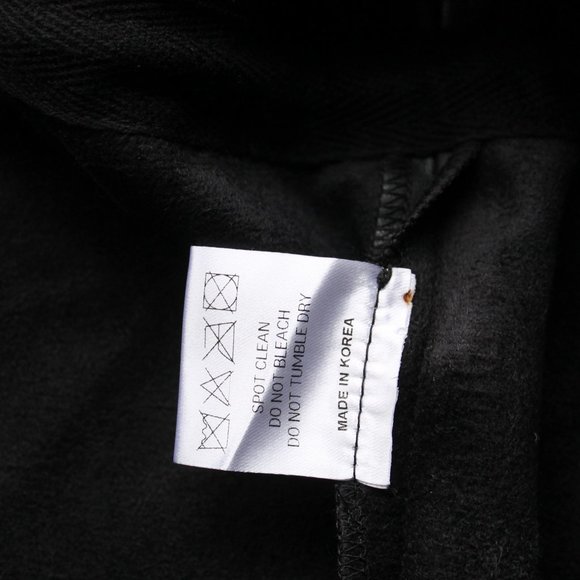 SPOT CLEAN
DO NOT BLEACH
DO NOT TUMBLE DRY
MADE IN KOREA